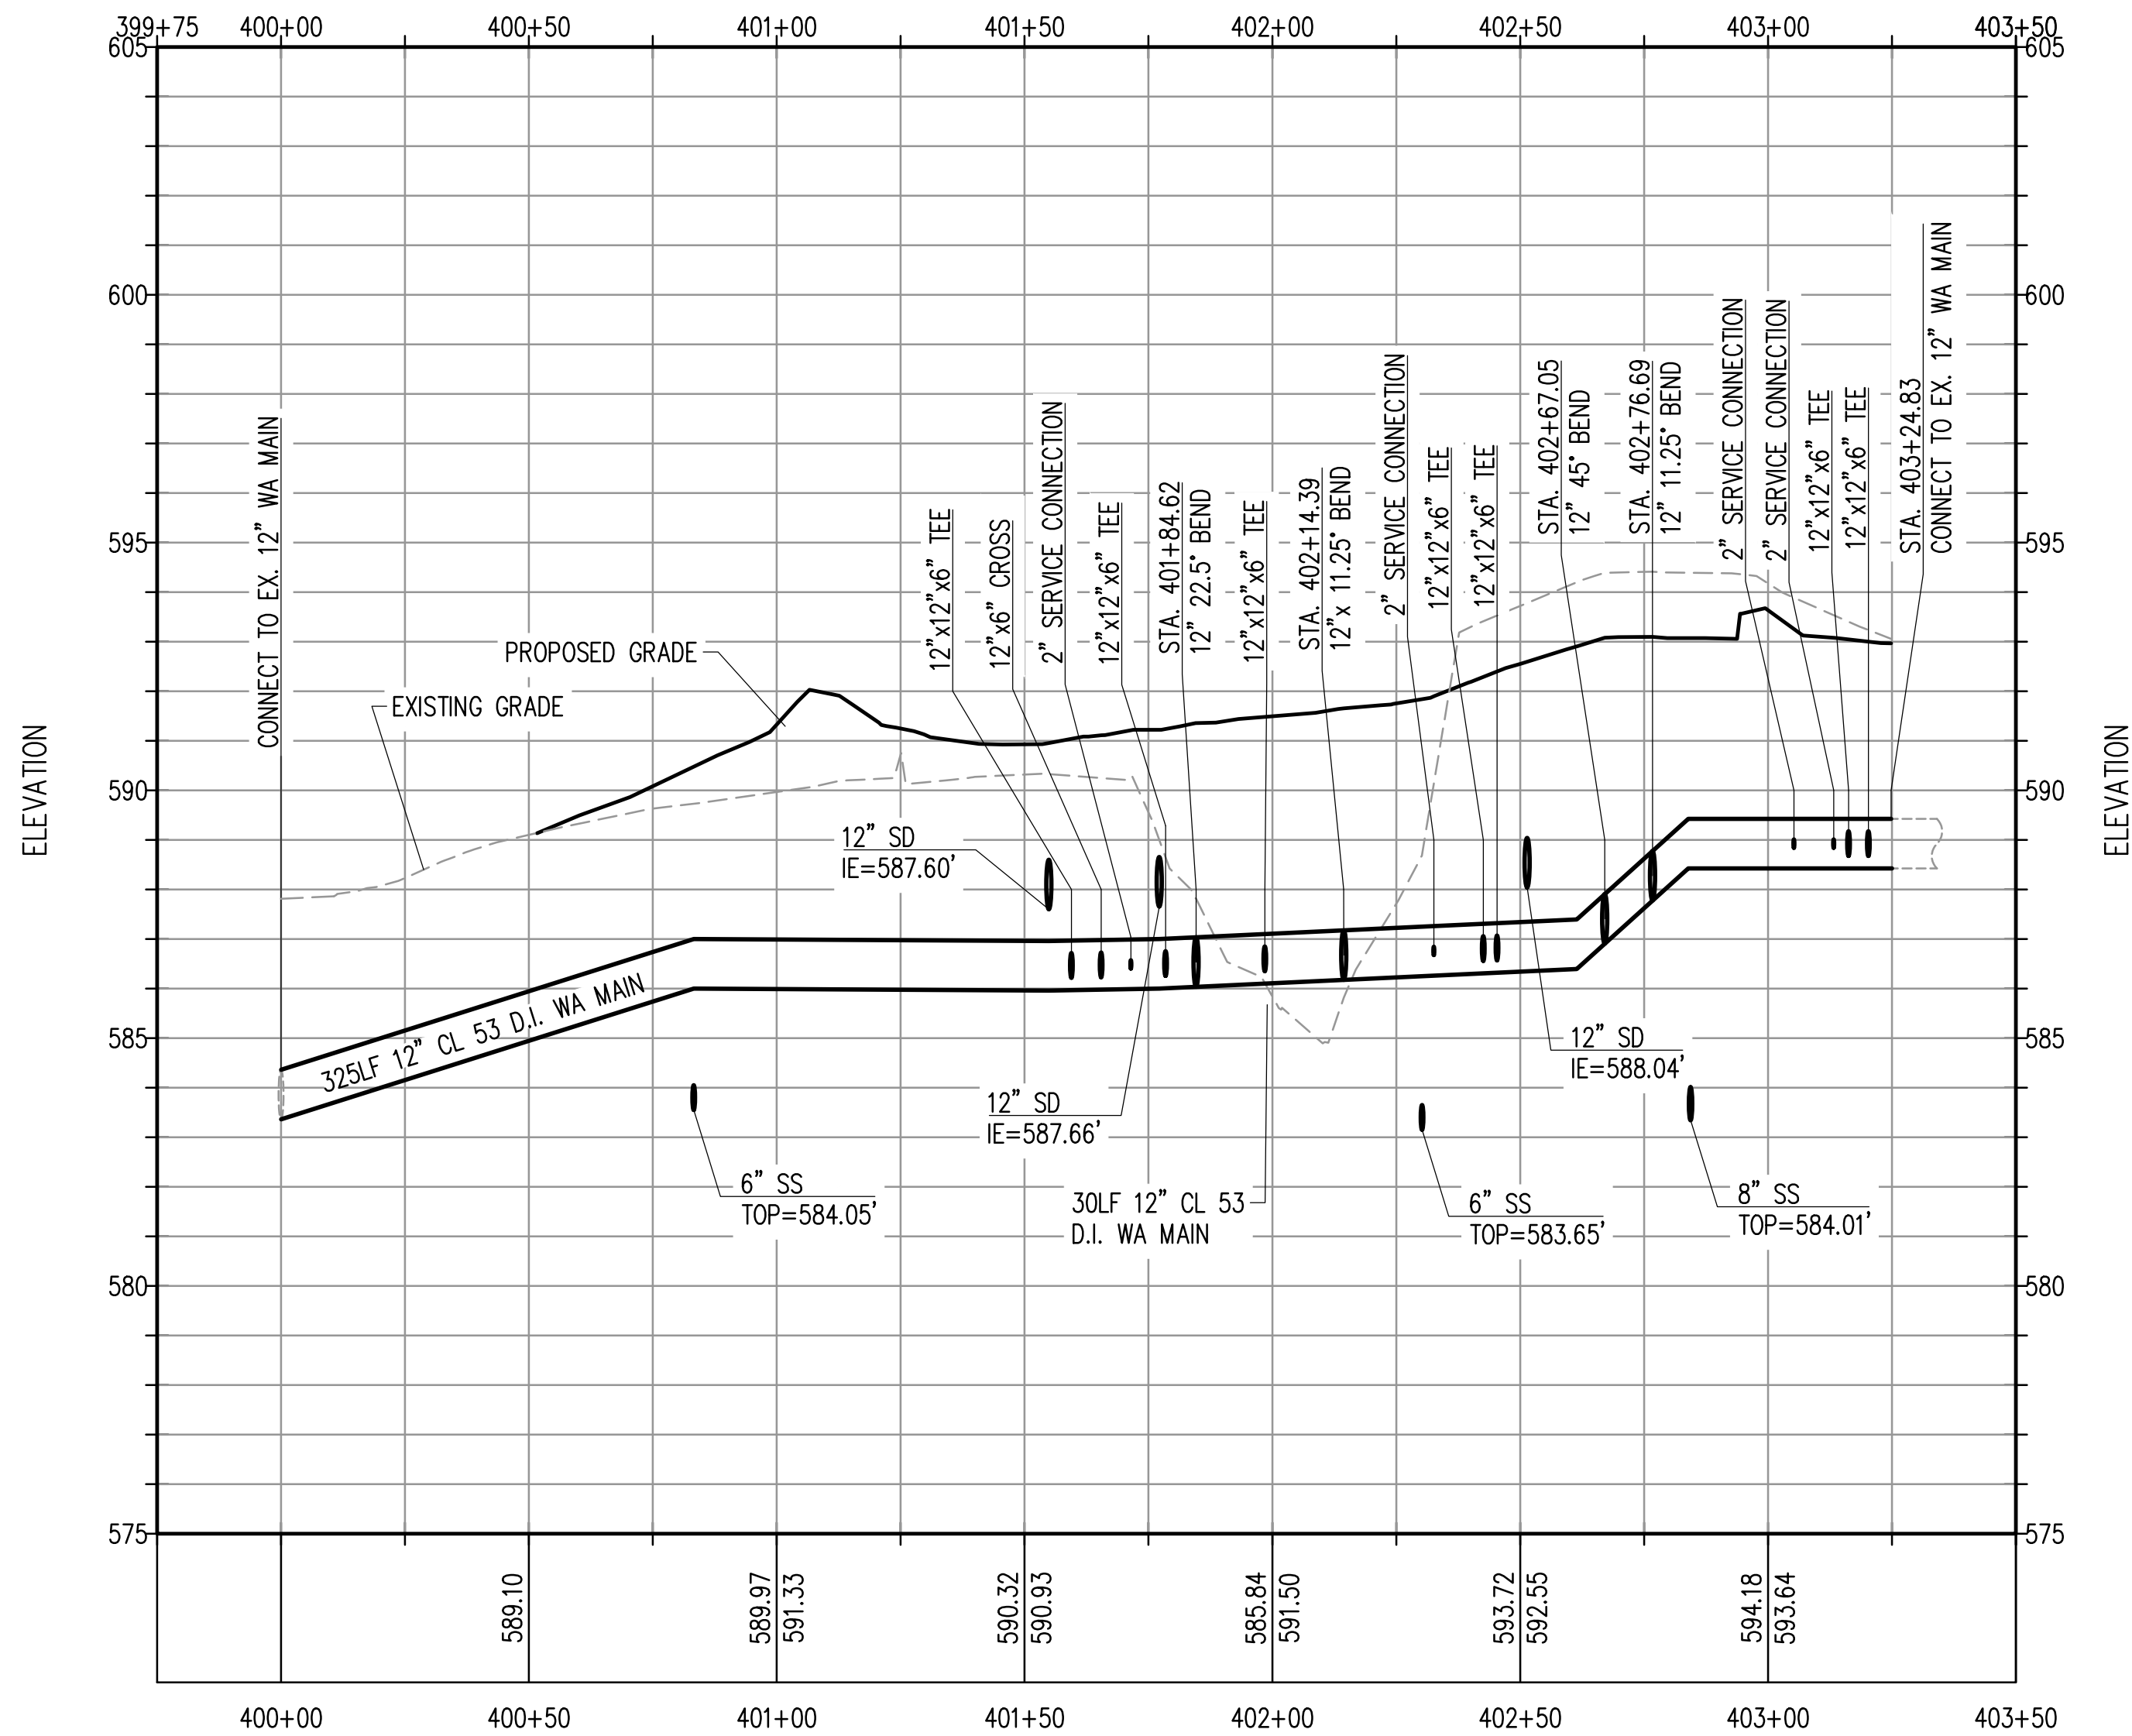 399+75 400+00 400+50 401+00 401+50 402+00 402+50 403+00 403+50
605 605
600 600
595 595
590 590
585 585
580 580
575 575
ELEVATION
ELEVATION
CONNECT TO EX. 12" WA MAIN
PROPOSED GRADE
EXISTING GRADE
325LF 12" CL 53 D.I. WA MAIN
12"x12"x6" TEE
12"x6" CROSS
2" SERVICE CONNECTION
12"x12"x6" TEE
STA. 401+84.62
12" 22.5° BEND
12"x12"x6" TEE
STA. 402+14.39
12"x 11.25° BEND
2" SERVICE CONNECTION
12"x12"x6" TEE
12"x12"x6" TEE
STA. 402+67.05
12" 45° BEND
STA. 402+76.69
12" 11.25° BEND
2" SERVICE CONNECTION
2" SERVICE CONNECTION
12"x12"x6" TEE
12"x12"x6" TEE
STA. 403+24.83
CONNECT TO EX. 12" WA MAIN
12" SD
IE=587.60'
12" SD
IE=587.66'
12" SD
IE=588.04'
6" SS
TOP=584.05'
30LF 12" CL 53
D.I. WA MAIN
6" SS
TOP=583.65'
8" SS
TOP=584.01'
589.10
589.97
591.33
590.32
590.93
585.84
591.50
593.72
592.55
594.18
593.64
400+00 400+50 401+00 401+50 402+00 402+50 403+00 403+50